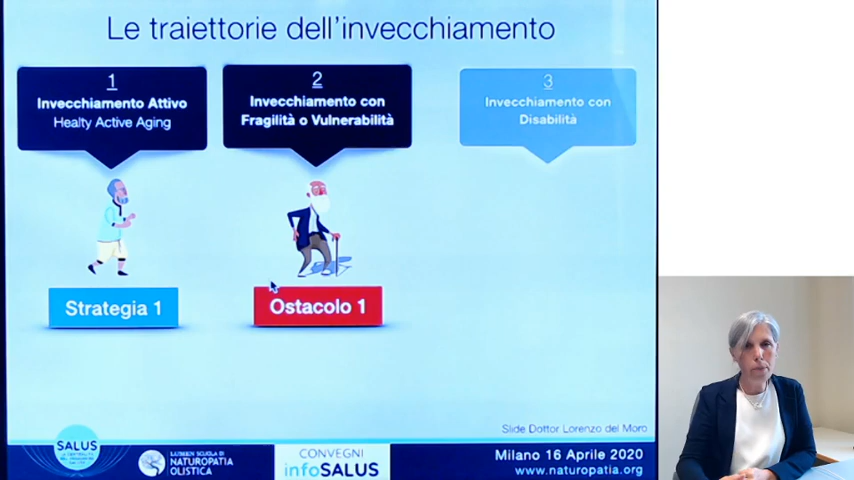 Le traiettorie dell'invecchiamento
1
Invecchiamento Attivo
Healty Active Aging
2
Invecchiamento con
Fragilità o Vulnerabilità
3
Invecchiamento con
Disabilità
Strategia 1
Ostacolo 1
Slide Dottor Lorenzo del Moro
SALUS
NATUROPATIA
OLISTICA
CONVEGNI
infoSALUS
Milano 16 Aprile 2020
www.naturopatia.org